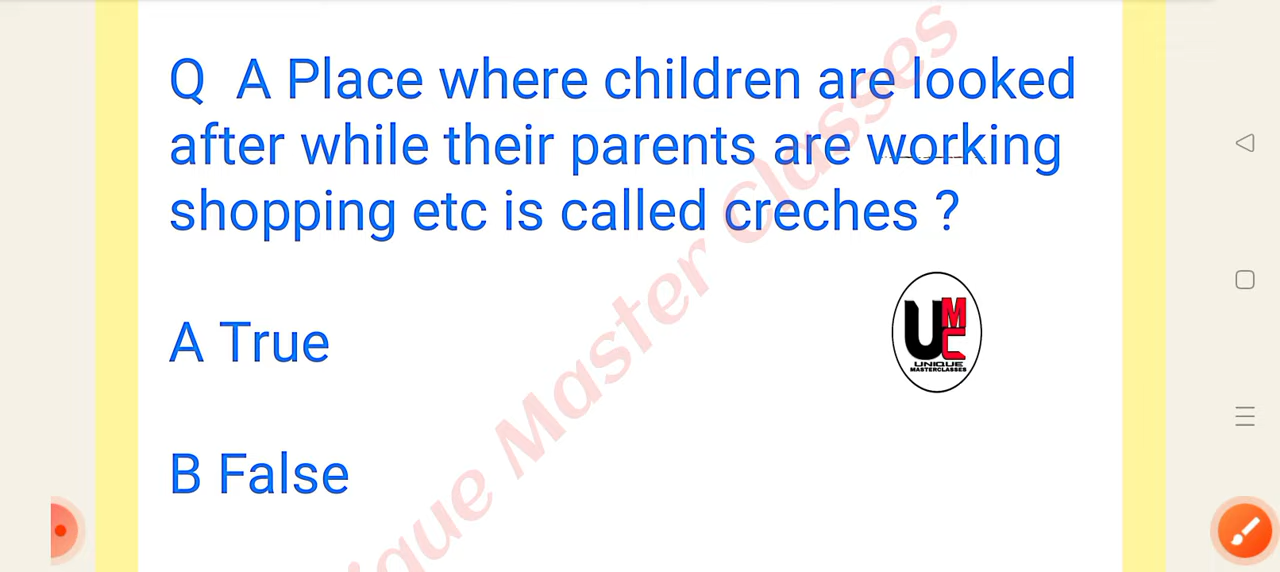 Q A Place where children are looked
after while their parents are working
shopping etc is called creches ?
A True
B False
UMC
UNIQUE
MASTERCLASSES
ique Master Classes